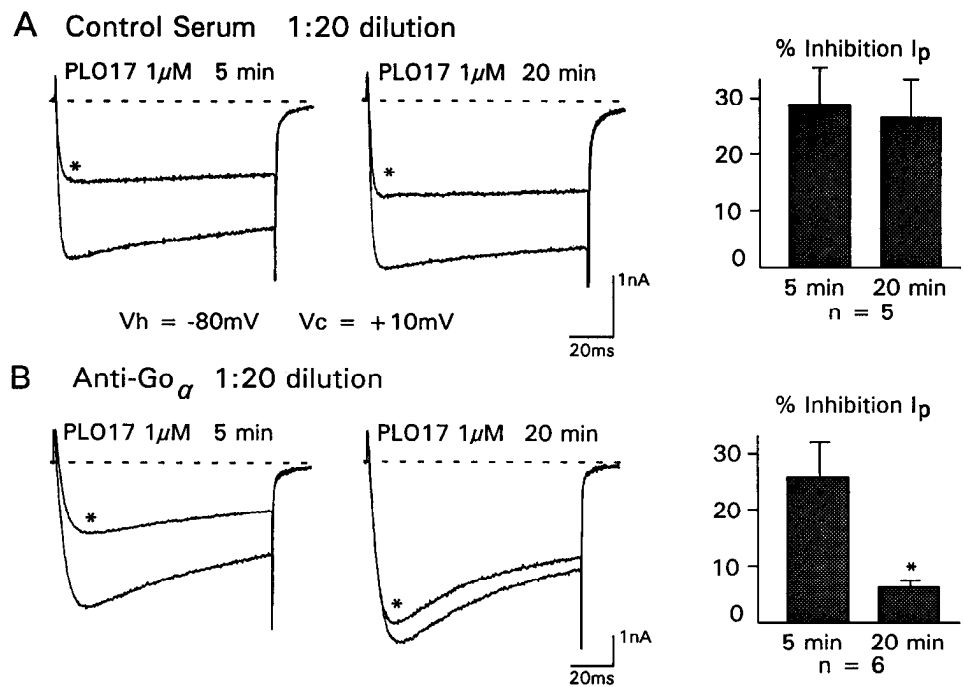 A Control Serum 1:20 dilution
PLO17 1µM 5 min
PLO17 1µM 20 min
*
*
Vh = -80mV Vc = +10mV
1nA
20ms
% Inhibition Ip
30
20
10
0
5 min 20 min
n = 5
B Anti-Goα 1:20 dilution
PLO17 1µM 5 min
PLO17 1µM 20 min
*
*
1nA
20ms
% Inhibition Ip
30
20
10
0
*
5 min 20 min
n = 6